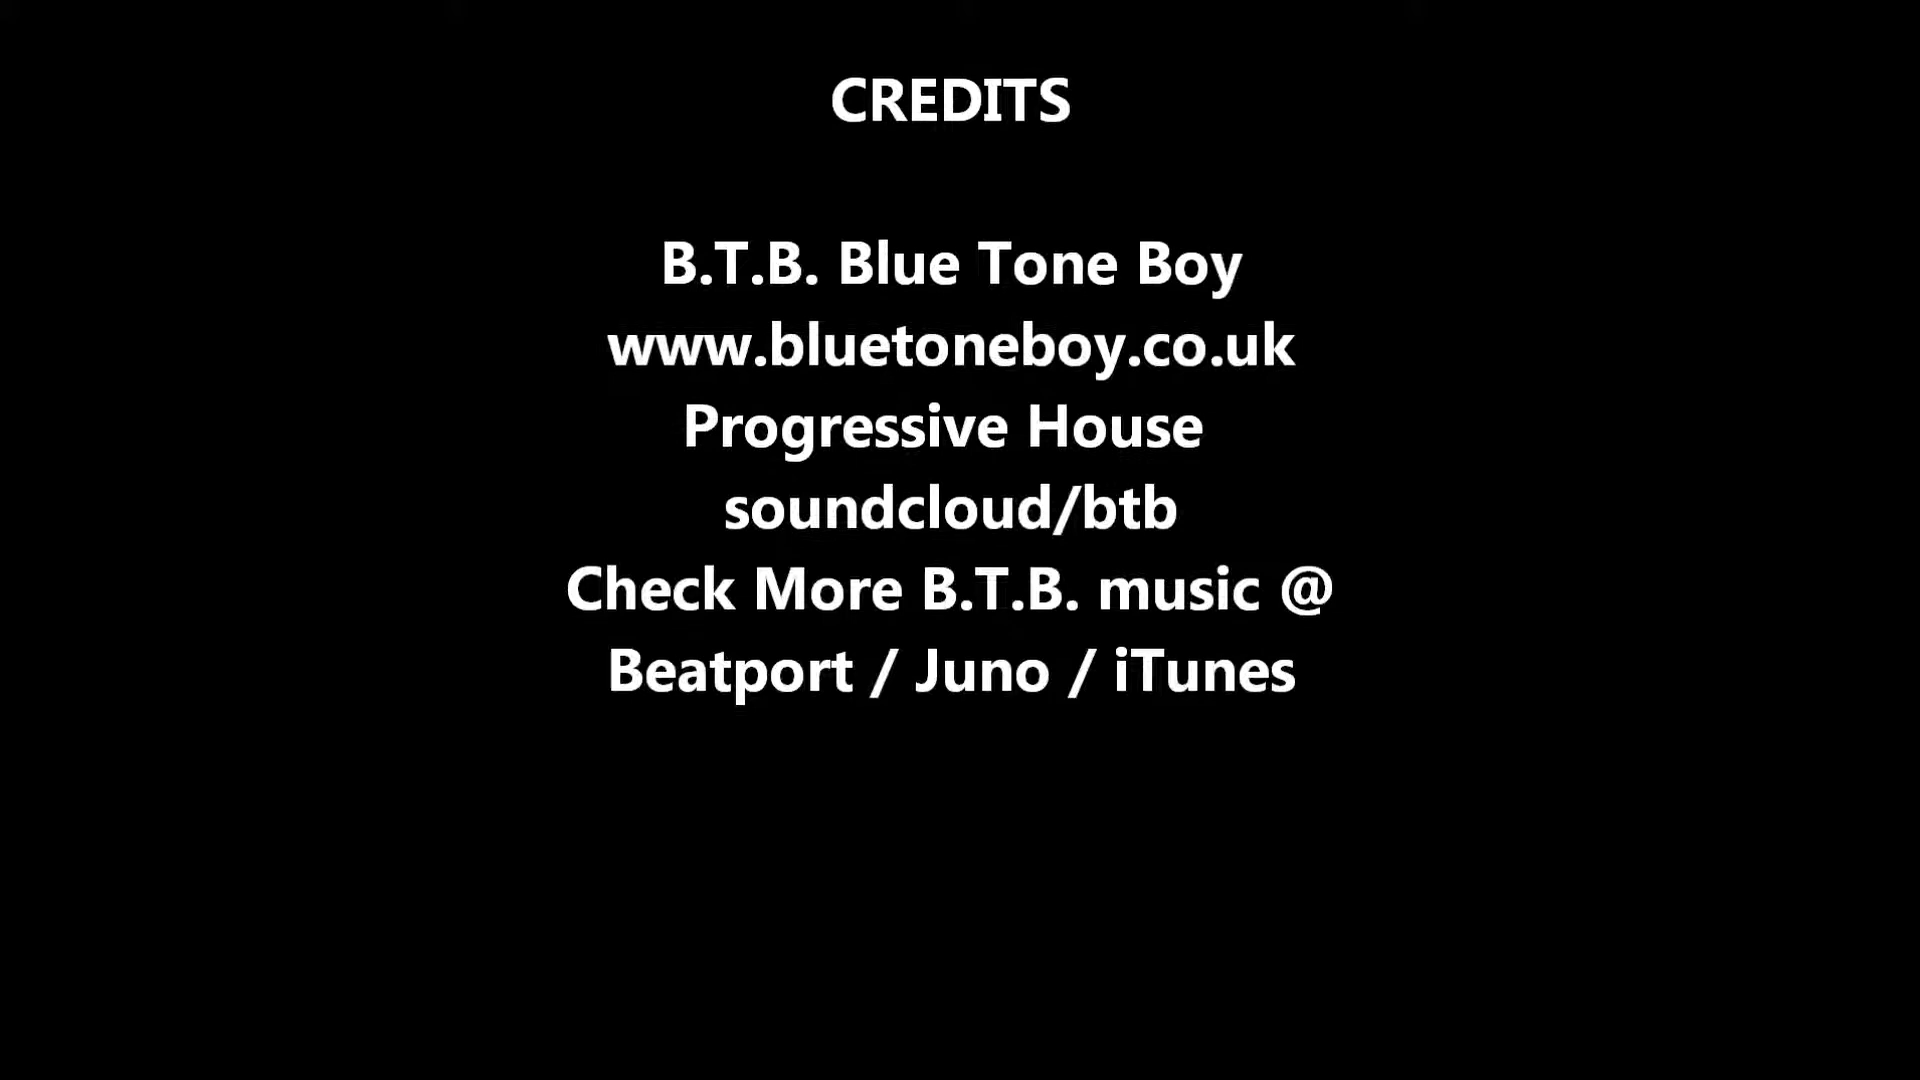 CREDITS
B.T.B. Blue Tone Boy
www.bluetoneboy.co.uk
Progressive House
soundcloud/btb
Check More B.T.B. music @
Beatport / Juno / iTunes